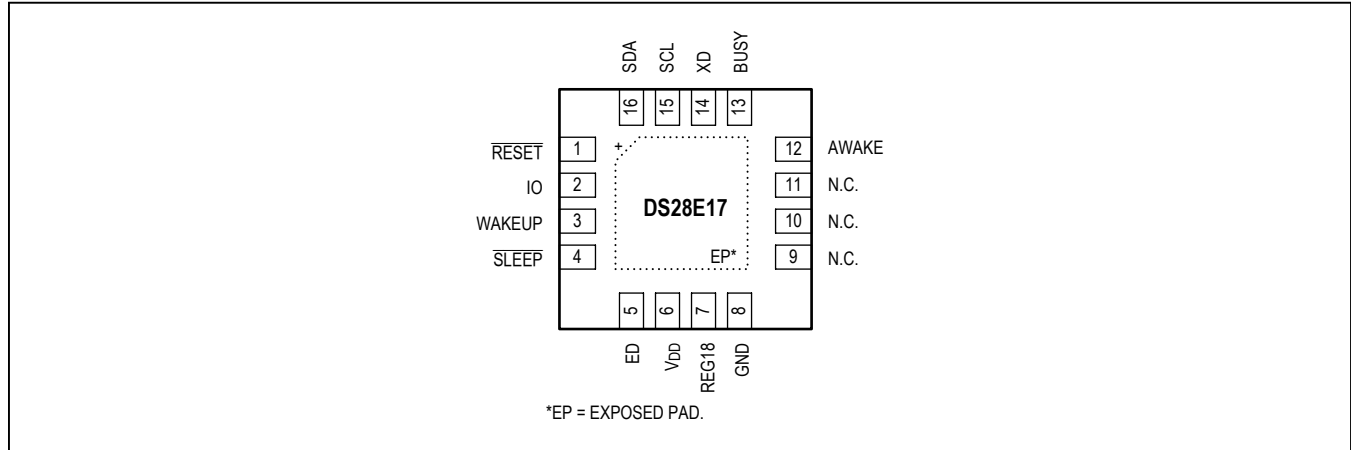 SDA SCL XD BUSY
16 15 14 13
RESET 1 + 12 AWAKE
IO 2 11 N.C.
DS28E17
WAKEUP 3 10 N.C.
SLEEP 4 EP* 9 N.C.
5 6 7 8
ED VDD REG18 GND
*EP = EXPOSED PAD.